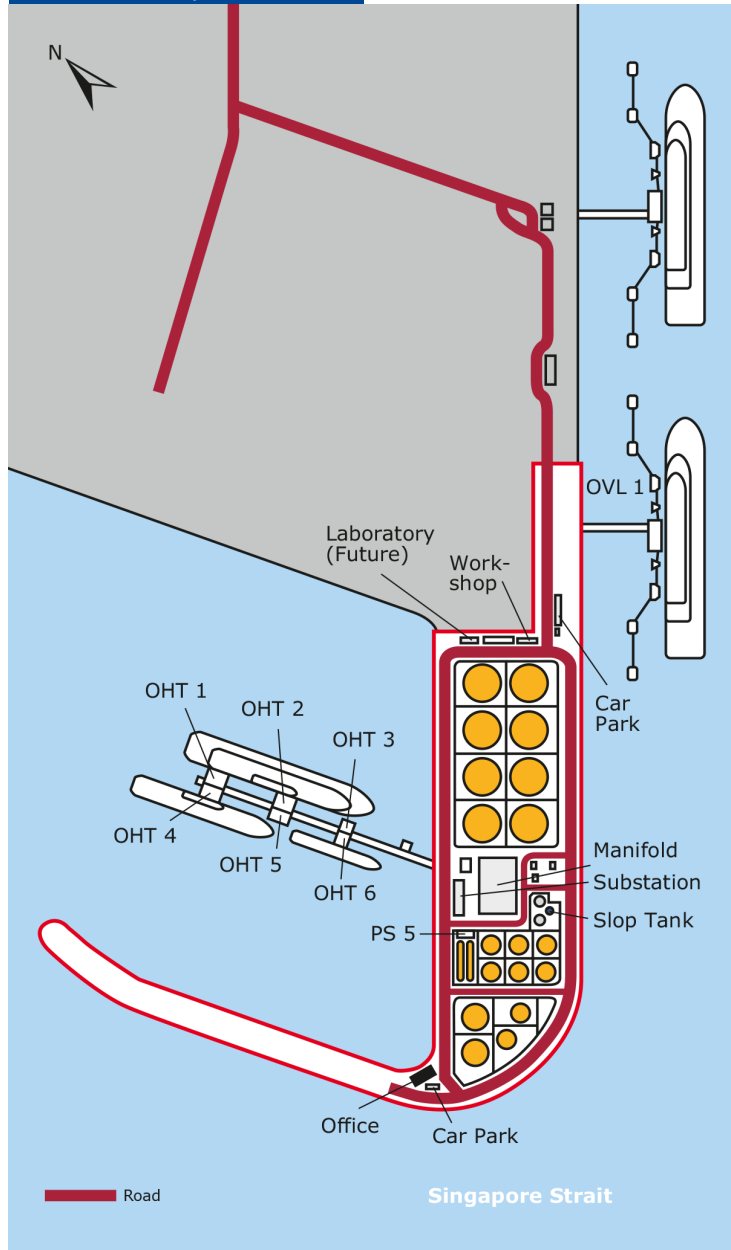 N
OVL 1
Laboratory
(Future)
Work-
shop
Car
Park
OHT 1
OHT 2
OHT 3
OHT 4
OHT 5
OHT 6
Manifold
Substation
Slop Tank
PS 5
Office
Car Park
Road
Singapore Strait